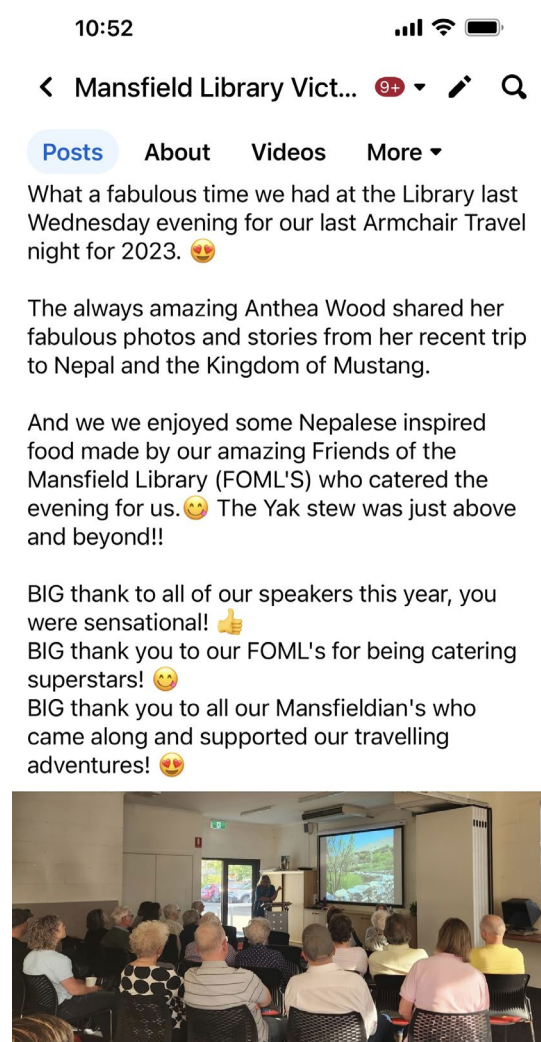 10:52
Mansfield Library Vict... 9+
Posts About Videos More
What a fabulous time we had at the Library last
Wednesday evening for our last Armchair Travel
night for 2023. 😍
The always amazing Anthea Wood shared her
fabulous photos and stories from her recent trip
to Nepal and the Kingdom of Mustang.
And we we enjoyed some Nepalese inspired
food made by our amazing Friends of the
Mansfield Library (FOML'S) who catered the
evening for us.😋 The Yak stew was just above
and beyond!!
BIG thank to all of our speakers this year, you
were sensational! 👍
BIG thank you to our FOML's for being catering
superstars! 😋
BIG thank you to all our Mansfieldian's who
came along and supported our travelling
adventures! 😍